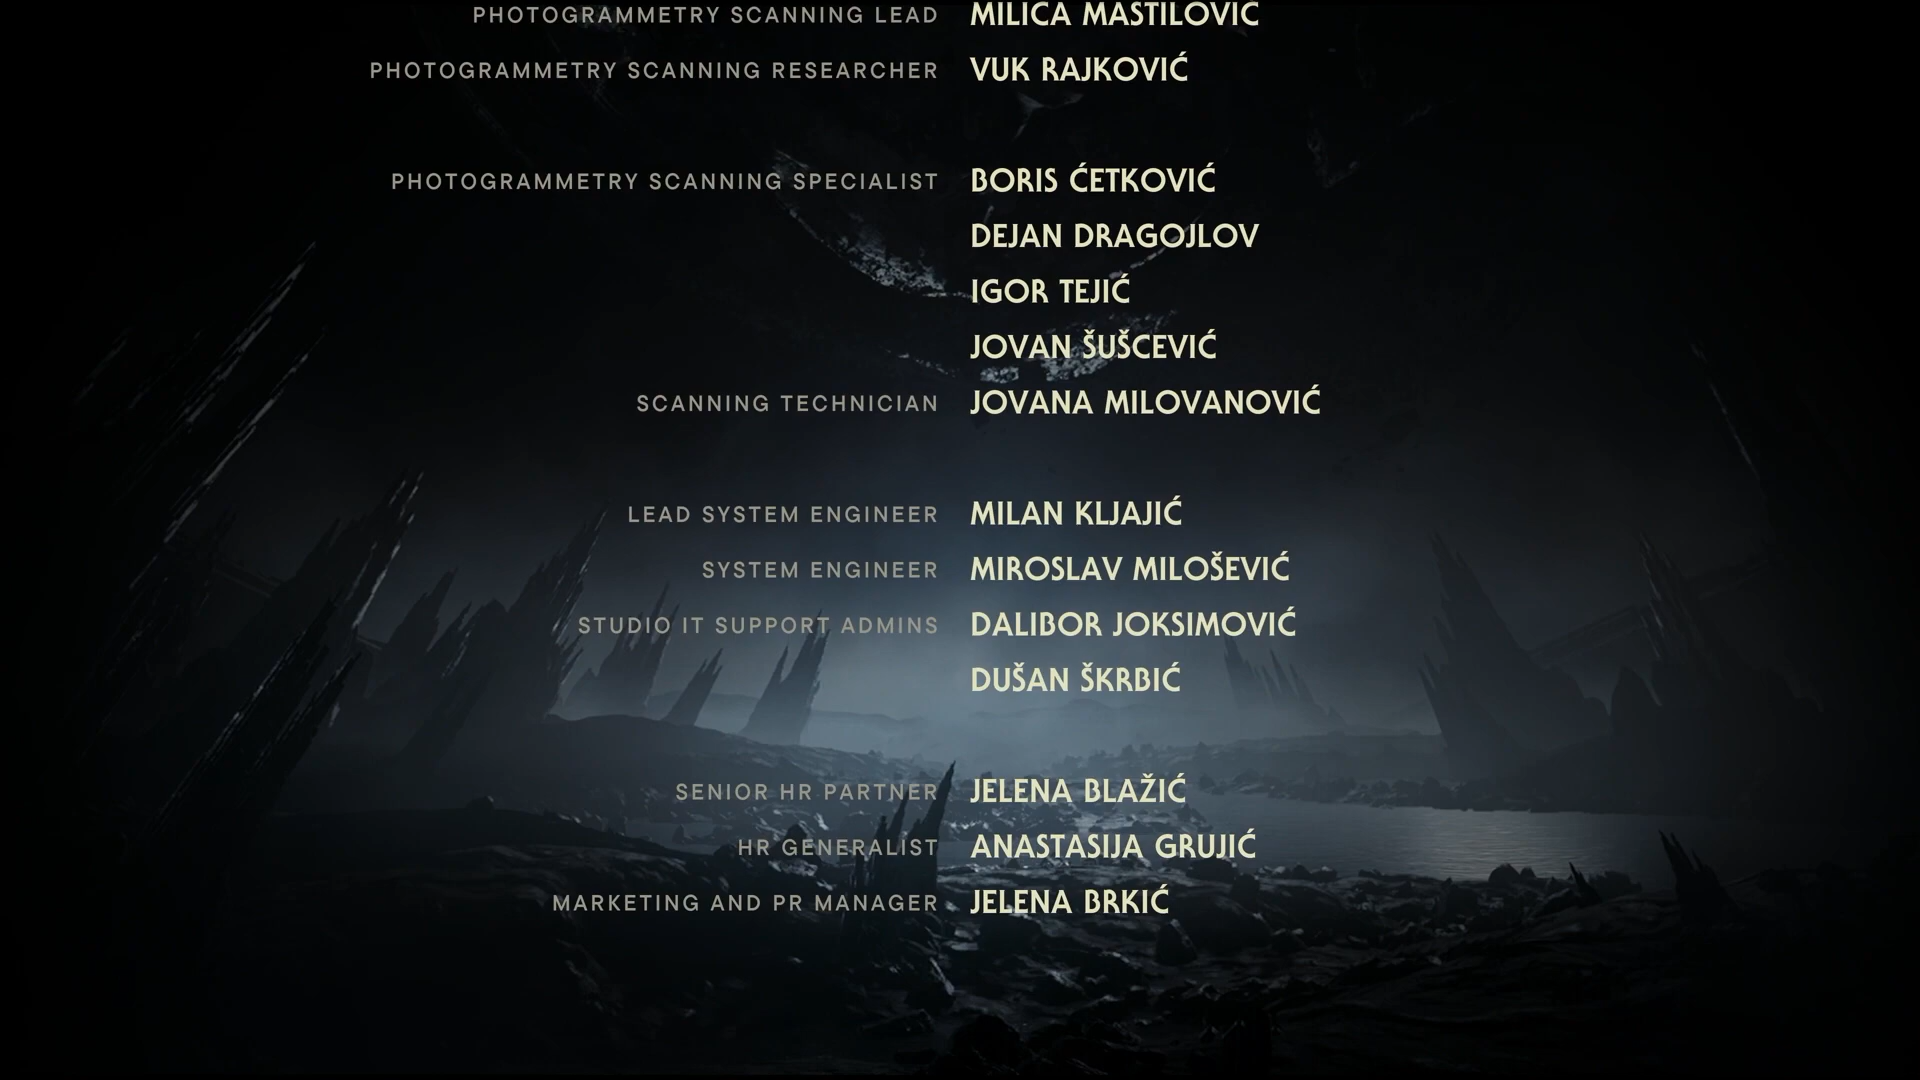 PHOTOGRAMMETRY SCANNING LEAD MILICA MASTILOVIĆ
PHOTOGRAMMETRY SCANNING RESEARCHER VUK RAJKOVIĆ
PHOTOGRAMMETRY SCANNING SPECIALIST BORIS ĆETKOVIĆ
DEJAN DRAGOJLOV
IGOR TEJIĆ
JOVAN ŠUŠCEVIĆ
SCANNING TECHNICIAN JOVANA MILOVANOVIĆ
LEAD SYSTEM ENGINEER MILAN KLJAJIĆ
SYSTEM ENGINEER MIROSLAV MILOŠEVIĆ
STUDIO IT SUPPORT ADMINS DALIBOR JOKSIMOVIĆ
DUŠAN ŠKRBIĆ
SENIOR HR PARTNER JELENA BLAŽIĆ
HR GENERALIST ANASTASIJA GRUJIĆ
MARKETING AND PR MANAGER JELENA BRKIĆ